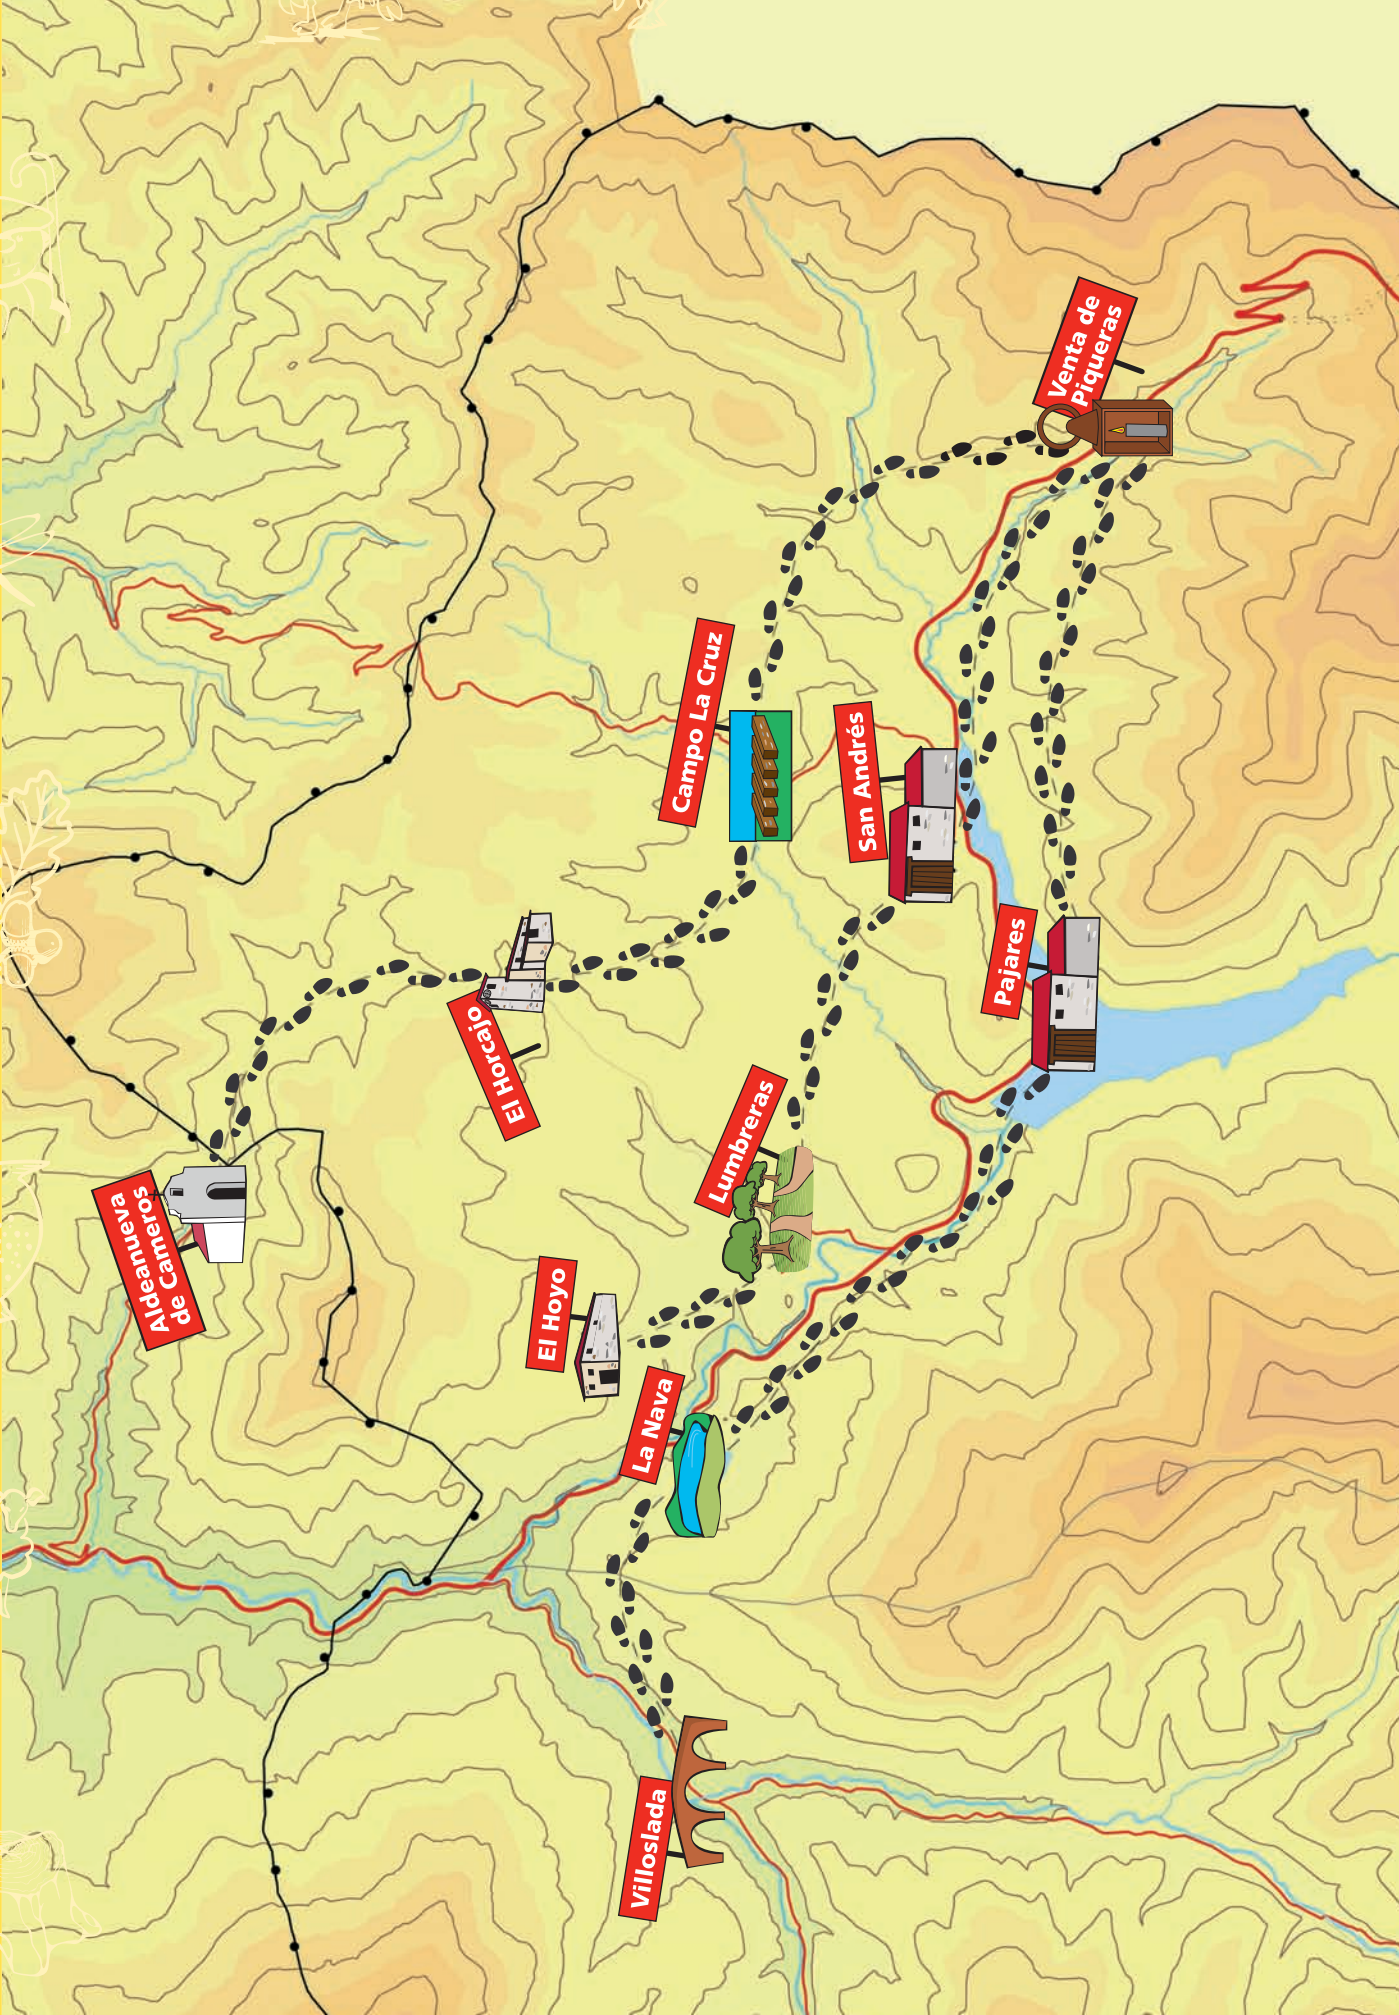 Aldeanueva
de Cameros
El Horcajo
El Hoyo
La Nava
Villoslada
Lumbreras
Campo La Cruz
San Andrés
Pajares
Venta de
Piqueras